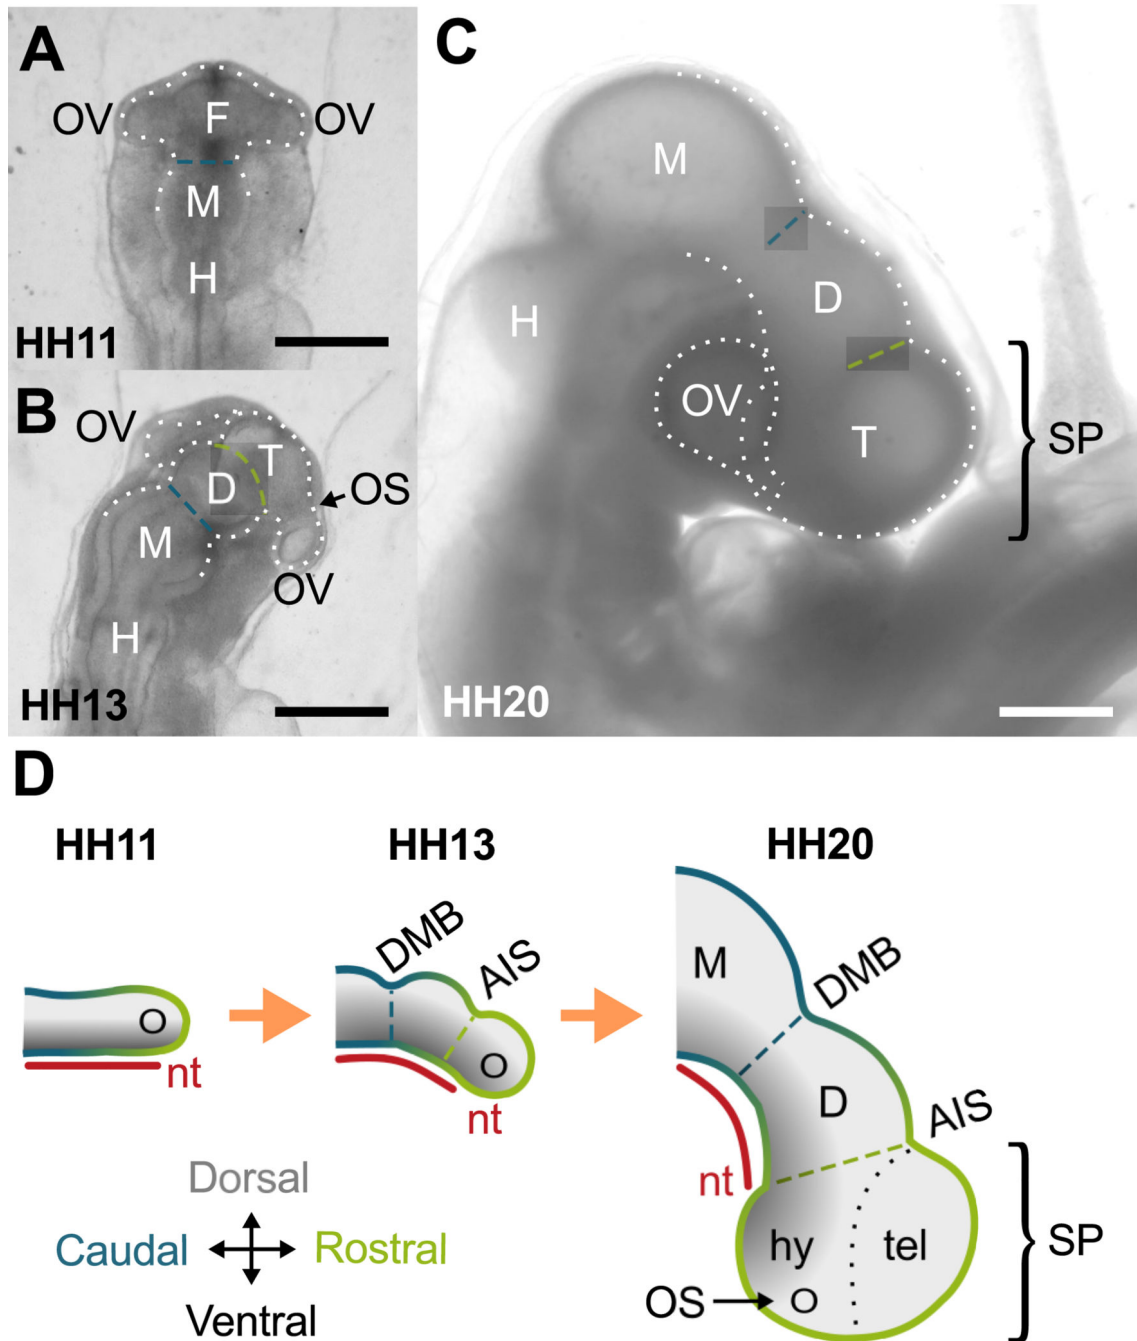 A
OV
F
OV
M
H
HH11
B
OV
T
D
OS
M
OV
H
HH13
C
M
D
H
OV
T
SP
HH20
D
HH11
HH13
HH20
O
nt
DMB
AIS
O
nt
M
DMB
D
AIS
nt
hy
tel
SP
OS
O
Dorsal
Caudal
Rostral
Ventral